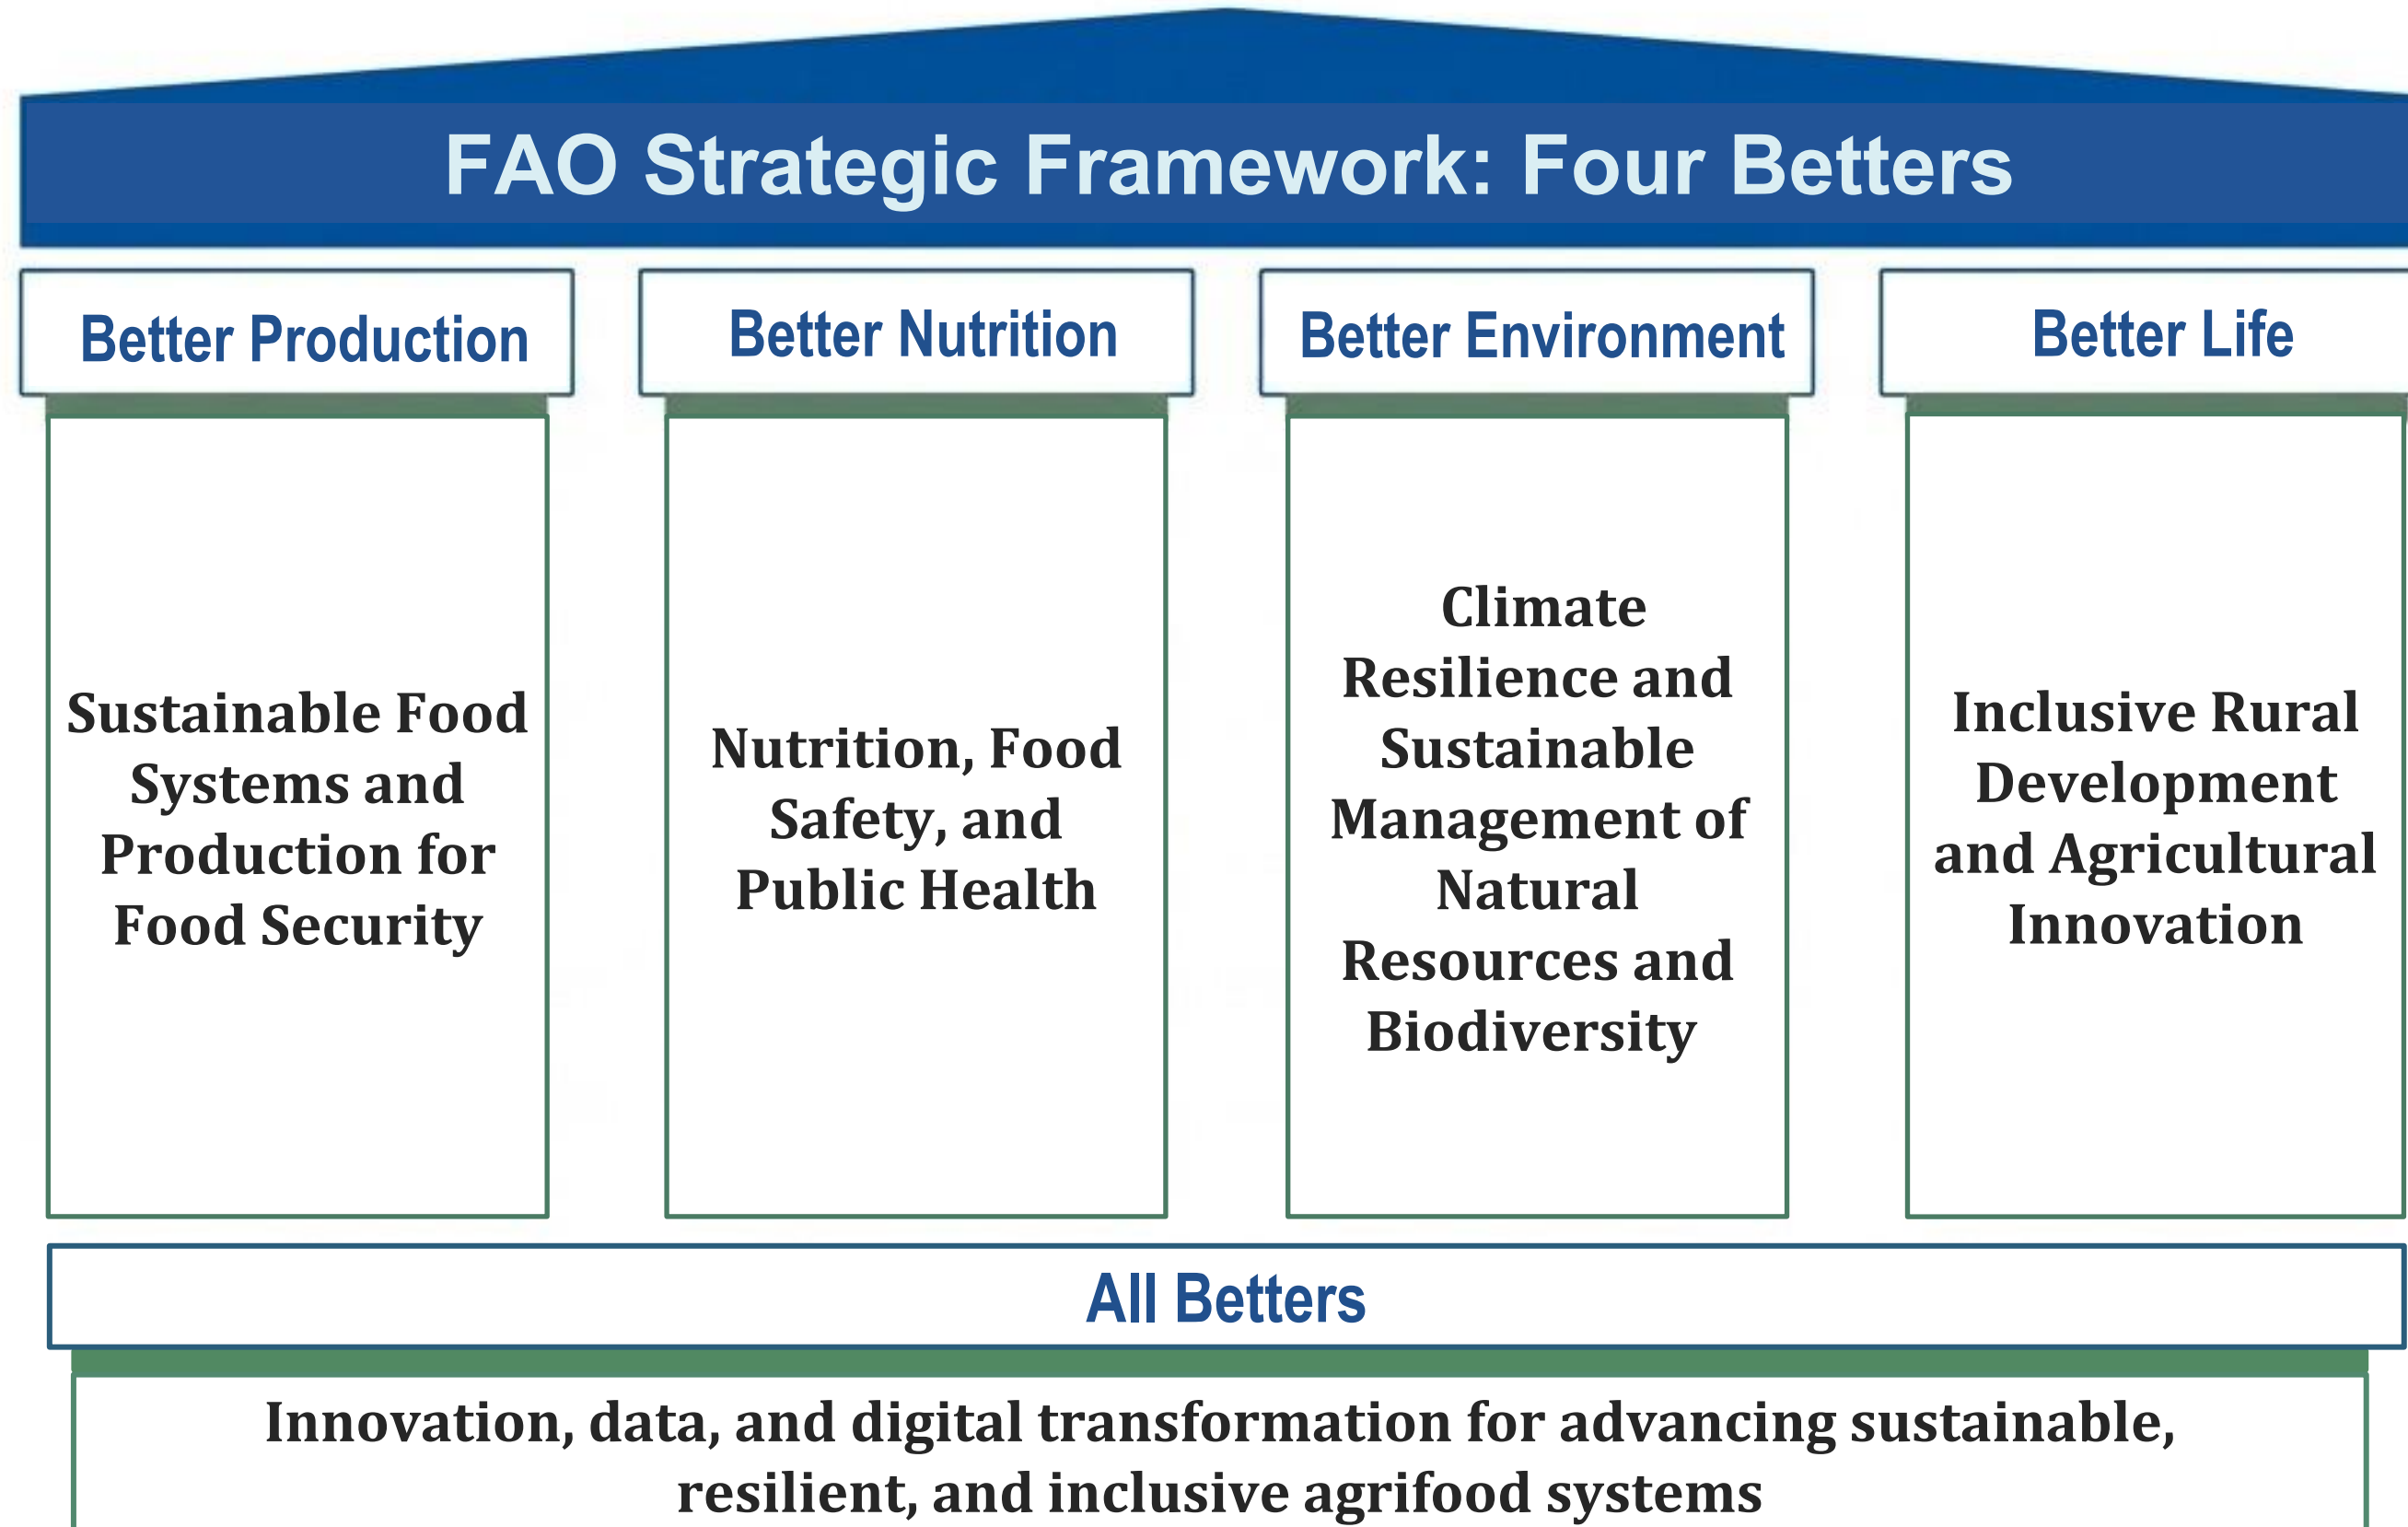 FAO Strategic Framework: Four Betters
Better Production
Sustainable Food
Systems and
Production for
Food Security
Better Nutrition
Nutrition, Food
Safety, and
Public Health
Better Environment
Climate
Resilience and
Sustainable
Management of
Natural
Resources and
Biodiversity
Better Life
Inclusive Rural
Development
and Agricultural
Innovation
All Betters
Innovation, data, and digital transformation for advancing sustainable,
resilient, and inclusive agrifood systems